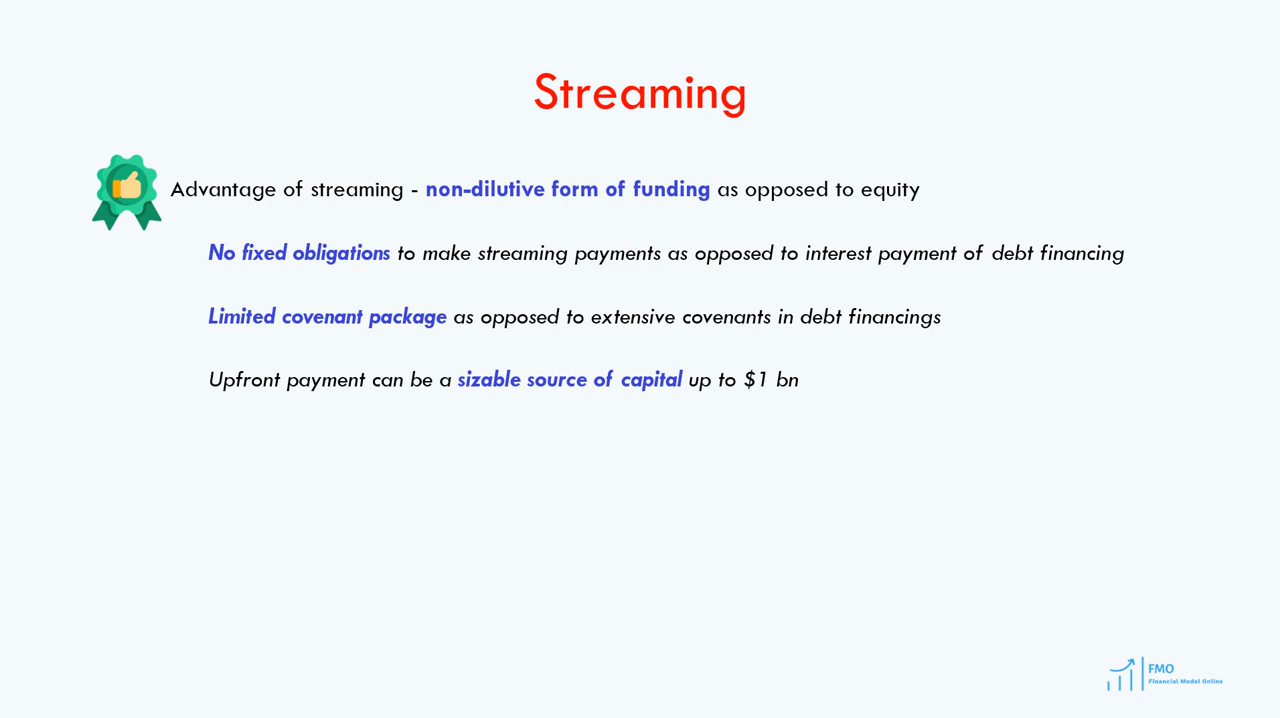 Streaming
Advantage of streaming - non-dilutive form of funding as opposed to equity
No fixed obligations to make streaming payments as opposed to interest payment of debt financing
Limited covenant package as opposed to extensive covenants in debt financings
Upfront payment can be a sizable source of capital up to $1 bn
FMO
Financial Model Online